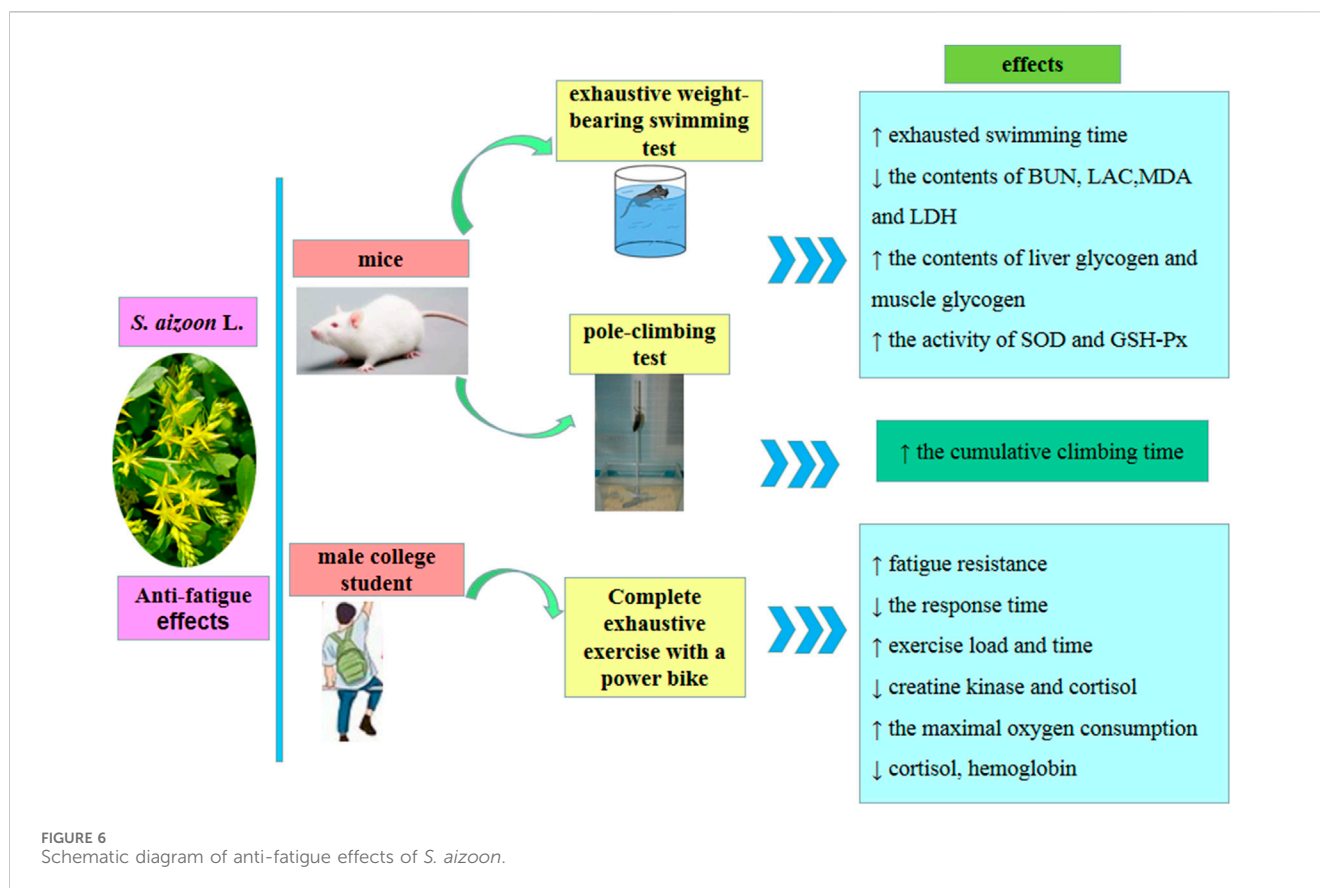 S. aizoon L.
Anti-fatigue
effects
mice
male college
student
exhaustive weight-
bearing swimming
test
pole-climbing
test
Complete
exhaustive
exercise with a
power bike
effects
↑ exhausted swimming time
↓ the contents of BUN, LAC,MDA
and LDH
↑ the contents of liver glycogen and
muscle glycogen
↑ the activity of SOD and GSH-Px
↑ the cumulative climbing time
↑ fatigue resistance
↓ the response time
↑ exercise load and time
↓ creatine kinase and cortisol
↑ the maximal oxygen consumption
↓ cortisol, hemoglobin
FIGURE 6
Schematic diagram of anti-fatigue effects of S. aizoon.